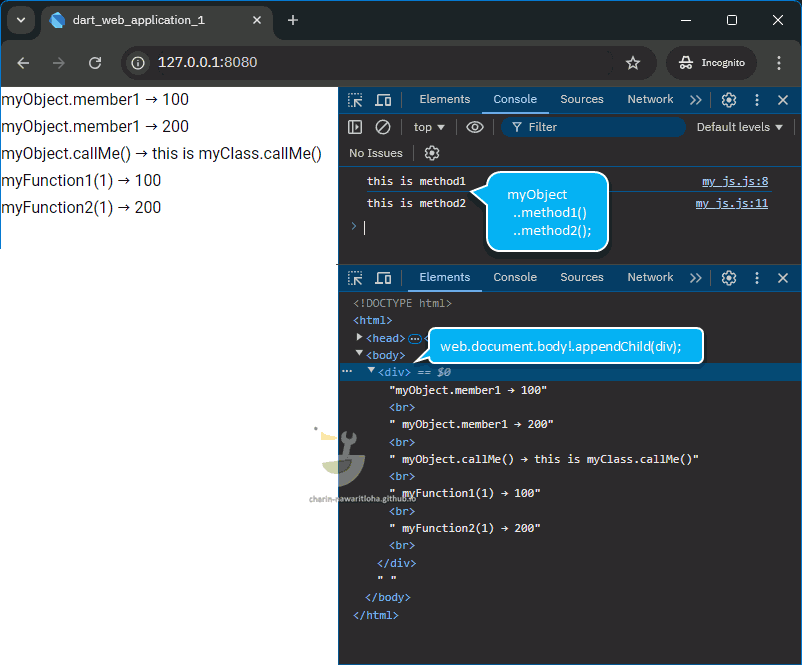 dart_web_application_1
127.0.0.1:8080
Incognito
myObject.member1 → 100
myObject.member1 → 200
myObject.callMe() → this is myClass.callMe()
myFunction1(1) → 100
myFunction2(1) → 200
Elements Console Sources Network
top Filter Default levels
No Issues
this is method1 my_js.js:8
this is method2 my_js.js:11
myObject
..method1()
..method2();
Elements Console Sources Network
<!DOCTYPE html>
<html>
<head>
web.document.body!.appendChild(div);
<body>
<div> == $0
"myObject.member1 → 100"
<br>
" myObject.member1 → 200"
<br>
" myObject.callMe() → this is myClass.callMe()"
<br>
" myFunction1(1) → 100"
charin-nawaritloha.github.io
<br>
" myFunction2(1) → 200"
<br>
</div>
" "
</body>
</html>